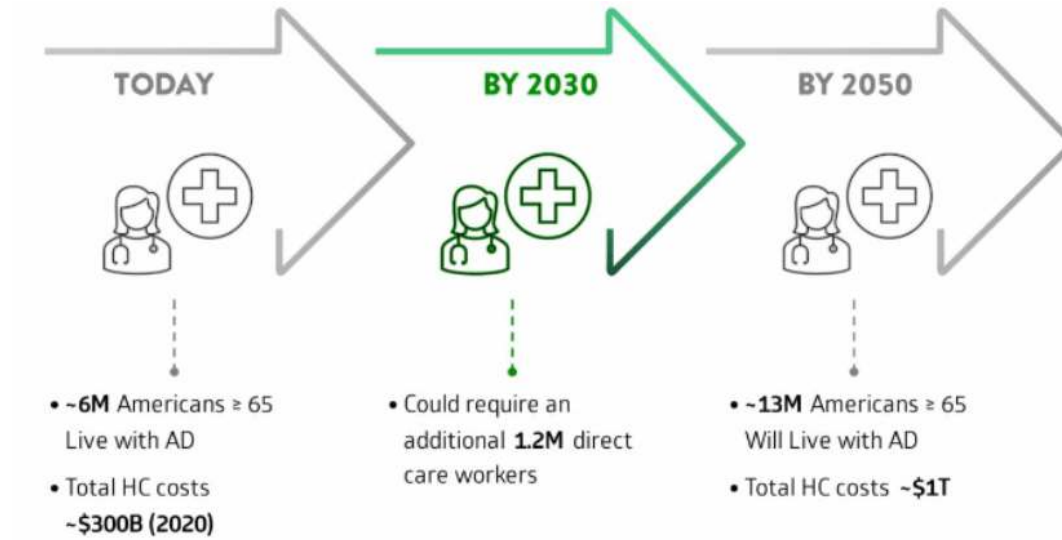 TODAY
• ~6M Americans ≥ 65
Live with AD
• Total HC costs
~$300B (2020)
BY 2030
• Could require an
additional 1.2M direct
care workers
BY 2050
• ~13M Americans ≥ 65
Will Live with AD
• Total HC costs ~$1T